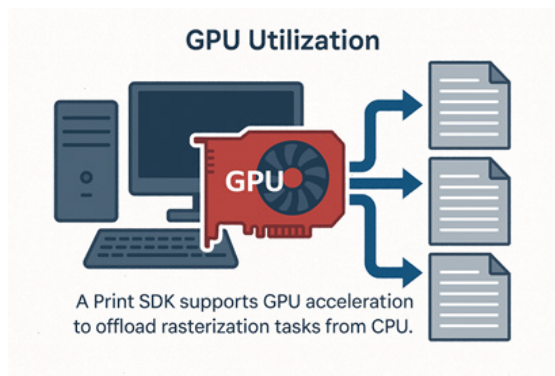 GPU Utilization
GPU
A Print SDK supports GPU acceleration
to offload rasterization tasks from CPU.